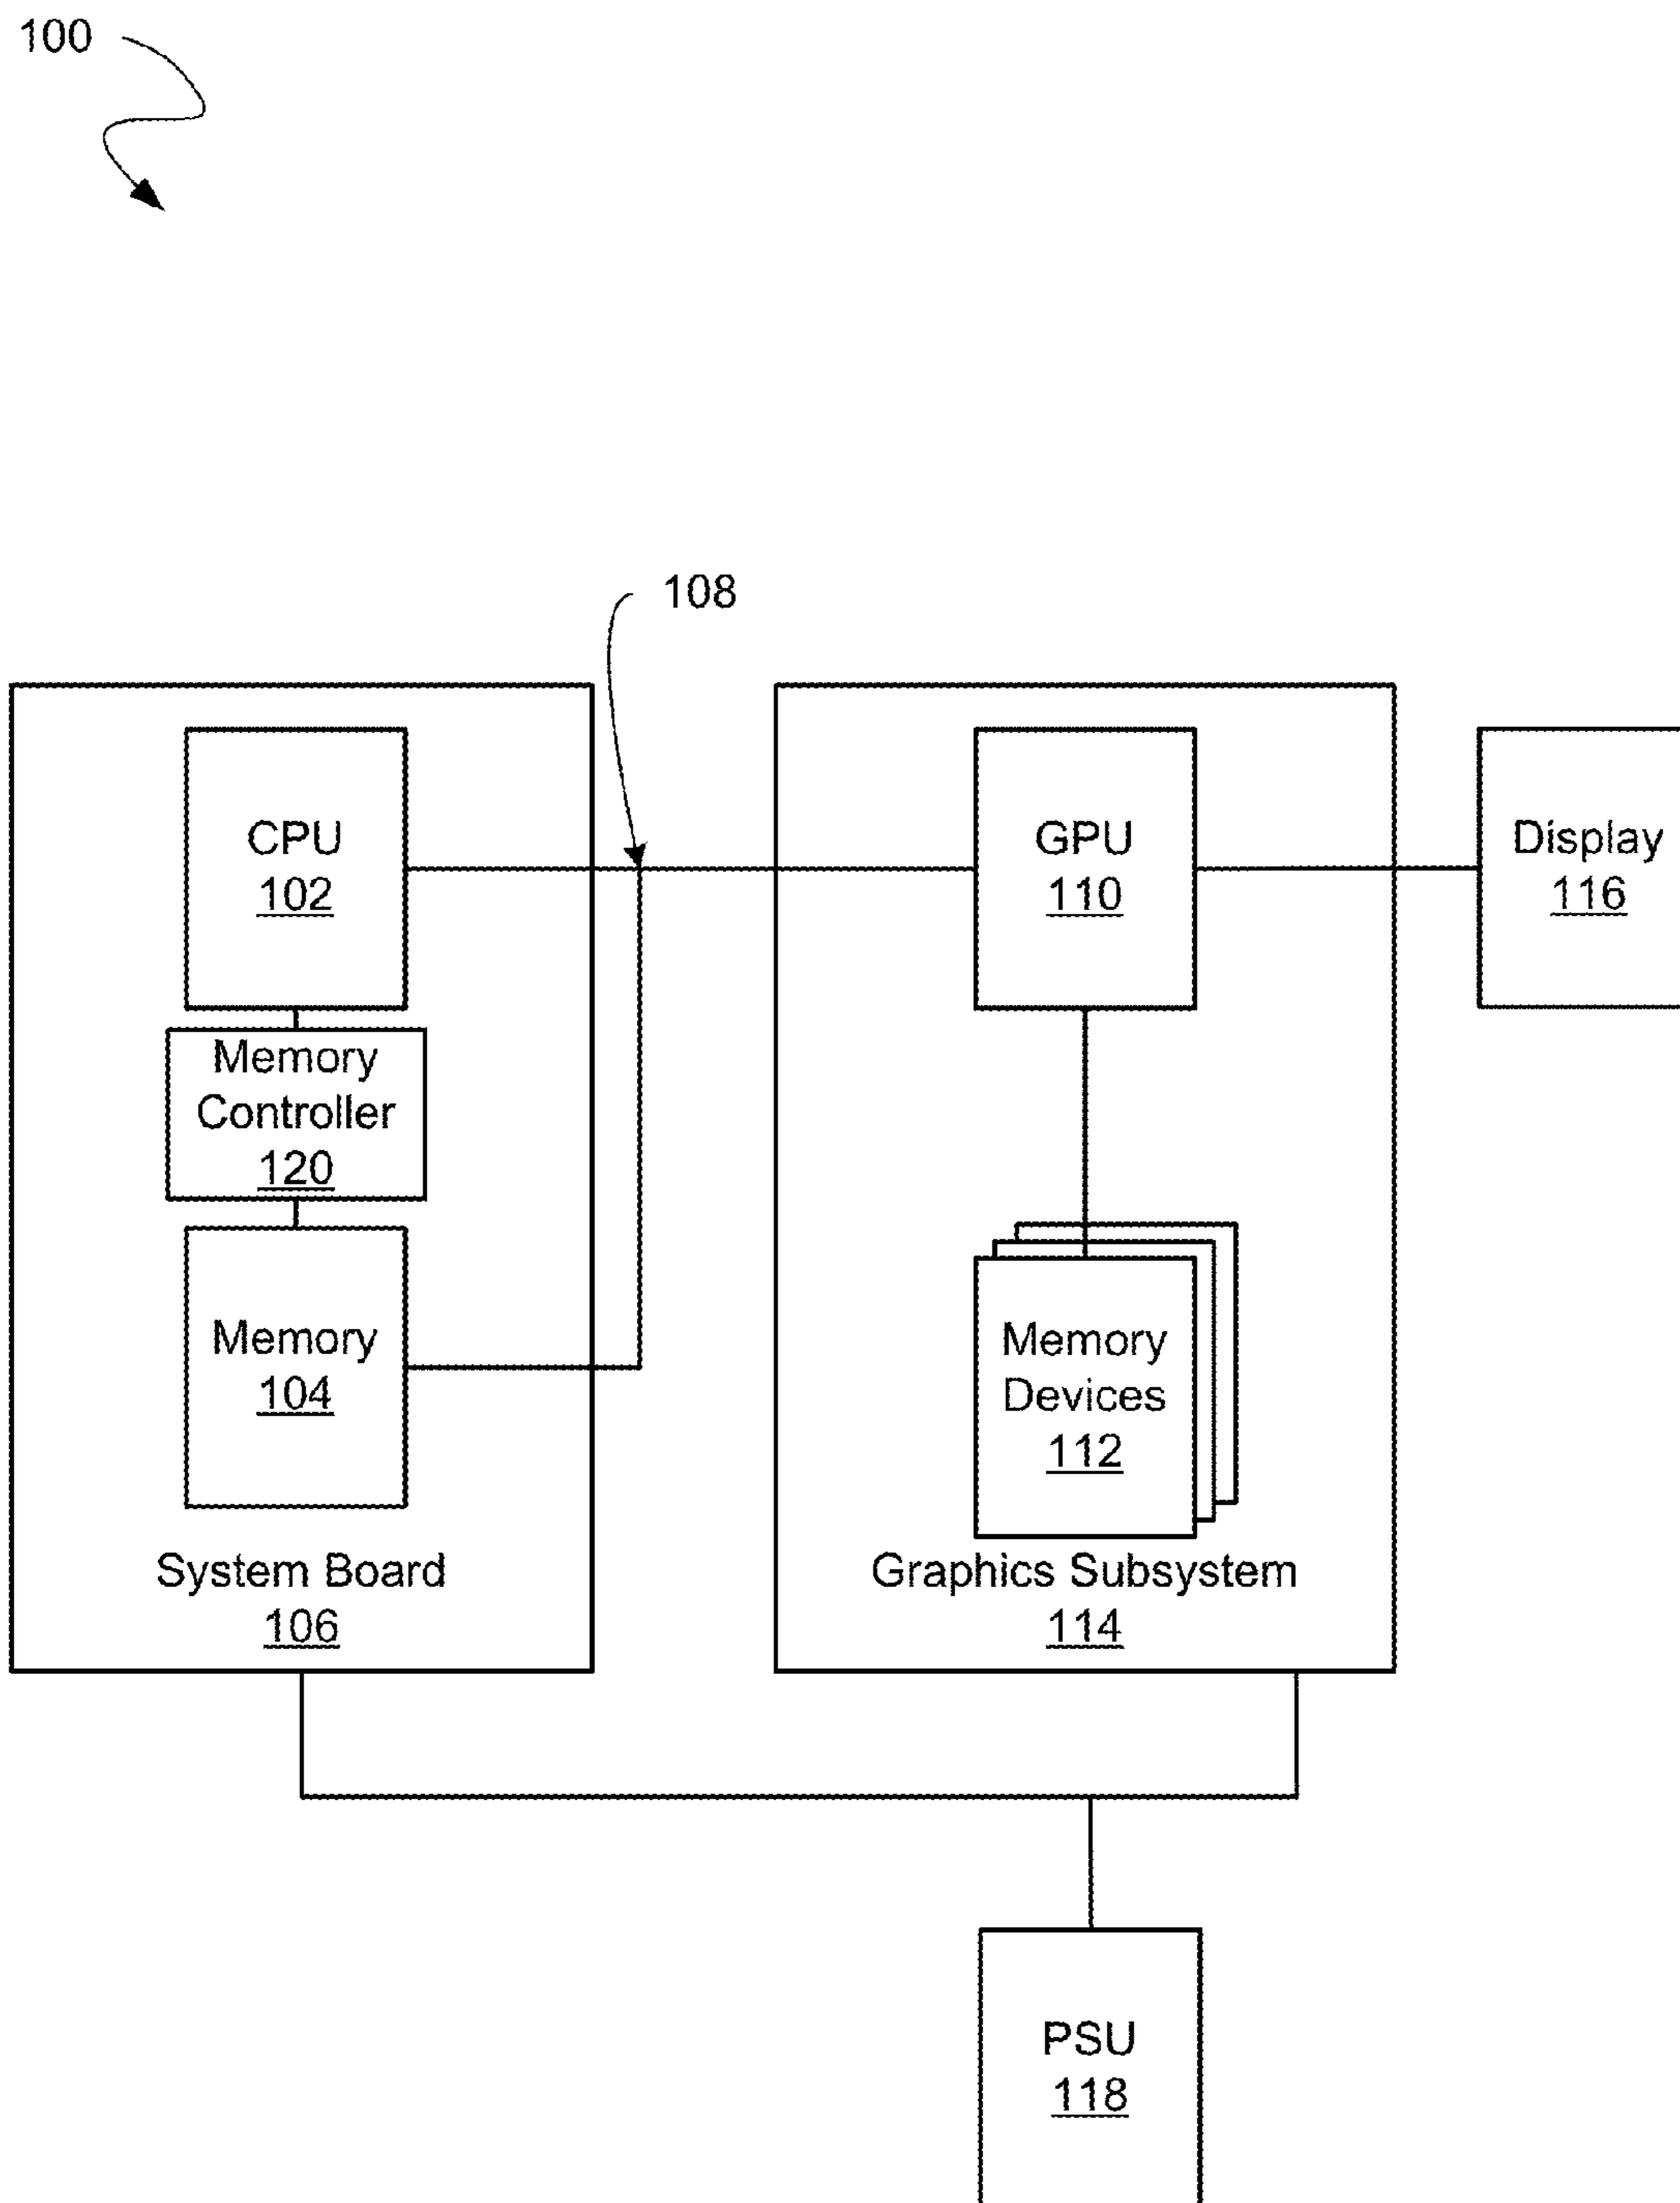 100
108
CPU
102
GPU
110
Display
116
Memory
Controller
120
Memory
104
Memory
Devices
112
System Board
106
Graphics Subsystem
114
PSU
118